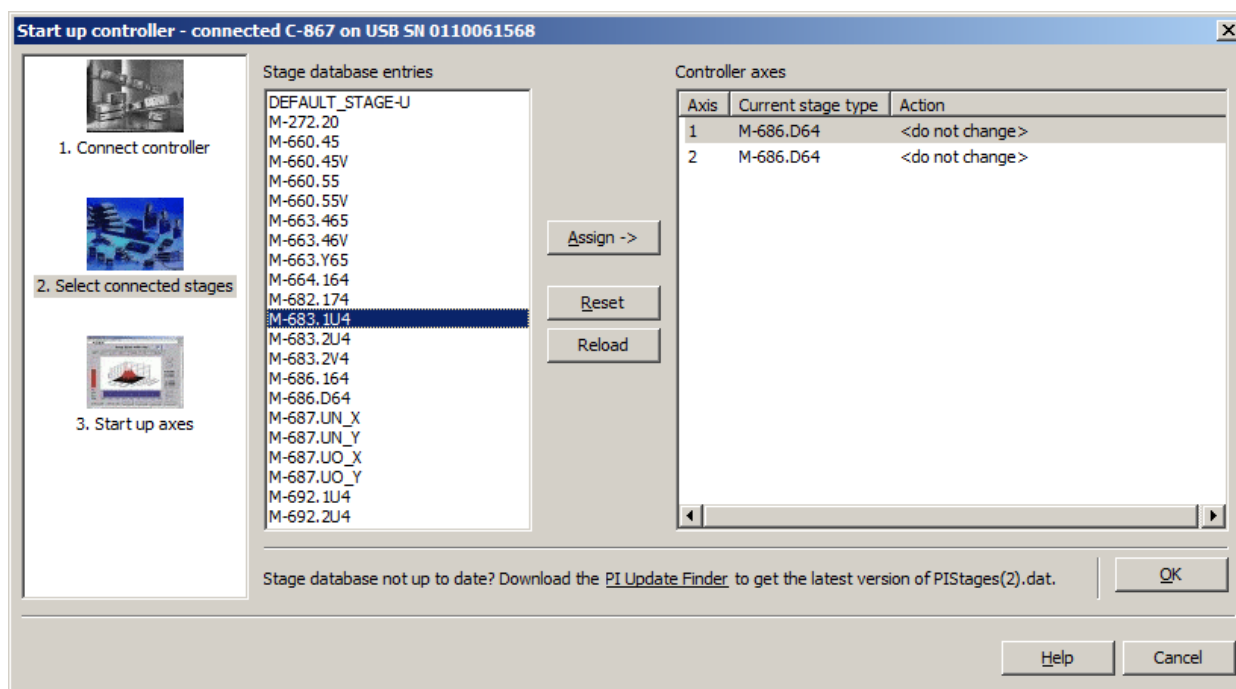 Start up controller - connected C-867 on USB SN 0110061568
1. Connect controller
2. Select connected stages
3. Start up axes
Stage database entries
DEFAULT_STAGE-U
M-272.20
M-660.45
M-660.45V
M-660.55
M-660.55V
M-663.465
M-663.46V
M-663.Y65
M-664.164
M-682.174
M-683.1U4
M-683.2U4
M-683.2V4
M-686.164
M-686.D64
M-687.UN_X
M-687.UN_Y
M-687.UO_X
M-687.UO_Y
M-692.1U4
M-692.2U4
Assign ->
Reset
Reload
Controller axes
Axis Current stage type Action
1 M-686.D64 <do not change>
2 M-686.D64 <do not change>
Stage database not up to date? Download the PI Update Finder to get the latest version of PIStages(2).dat.
OK
Help Cancel